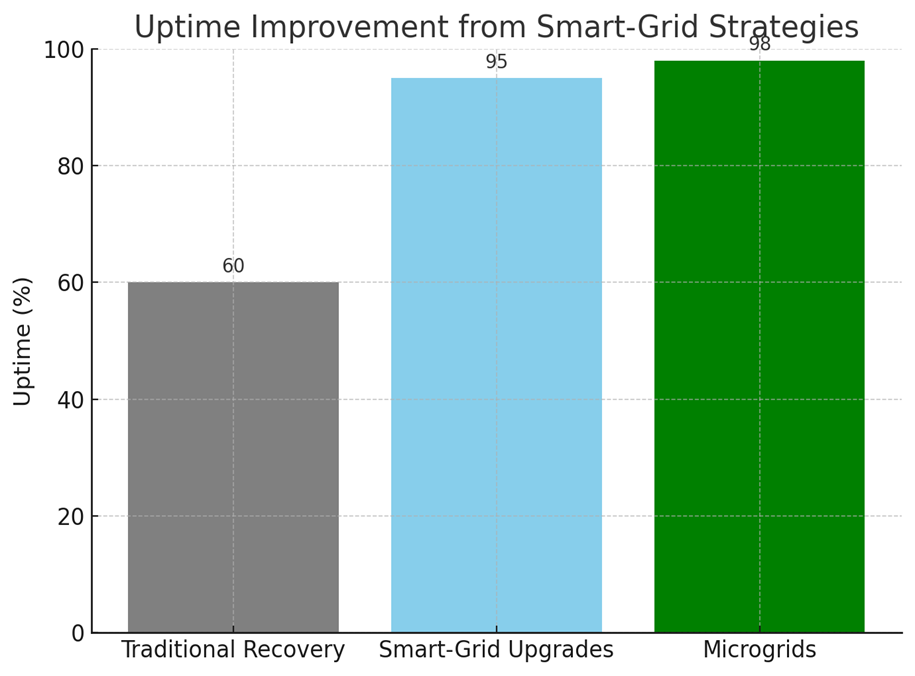 Uptime Improvement from Smart-Grid Strategies
98
100
95
80
60
60
Uptime (%)
40
20
0
Traditional Recovery
Smart-Grid Upgrades
Microgrids